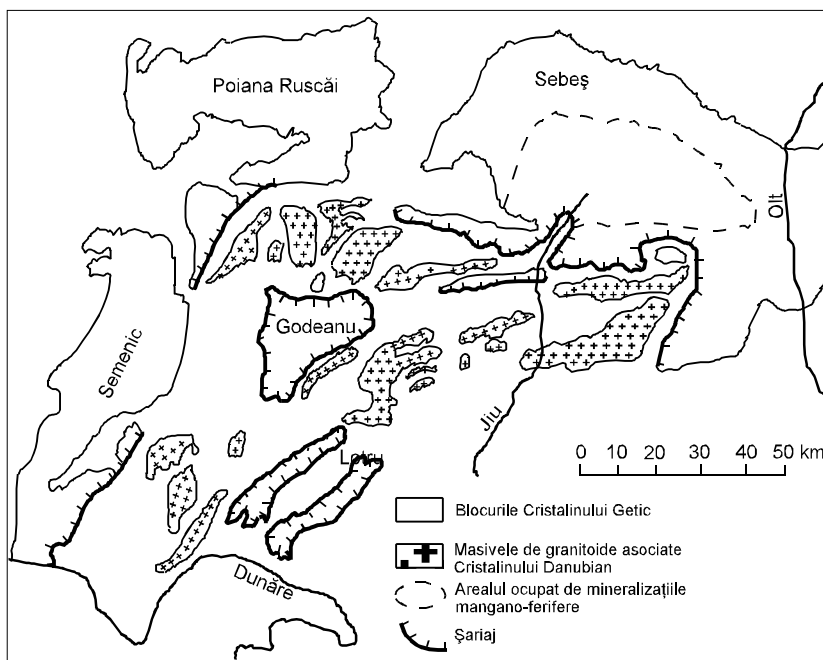 Poiana Ruscăi
Sebeş
Olt
Semenic
Godeanu
Jiu
Lotru
Dunăre
0 10 20 30 40 50 km
Blocurile Cristalinului Getic
Masivele de granitoide asociate
Cristalinului Danubian
Arealul ocupat de mineralizaţiile
mangano-ferifere
Şariaj